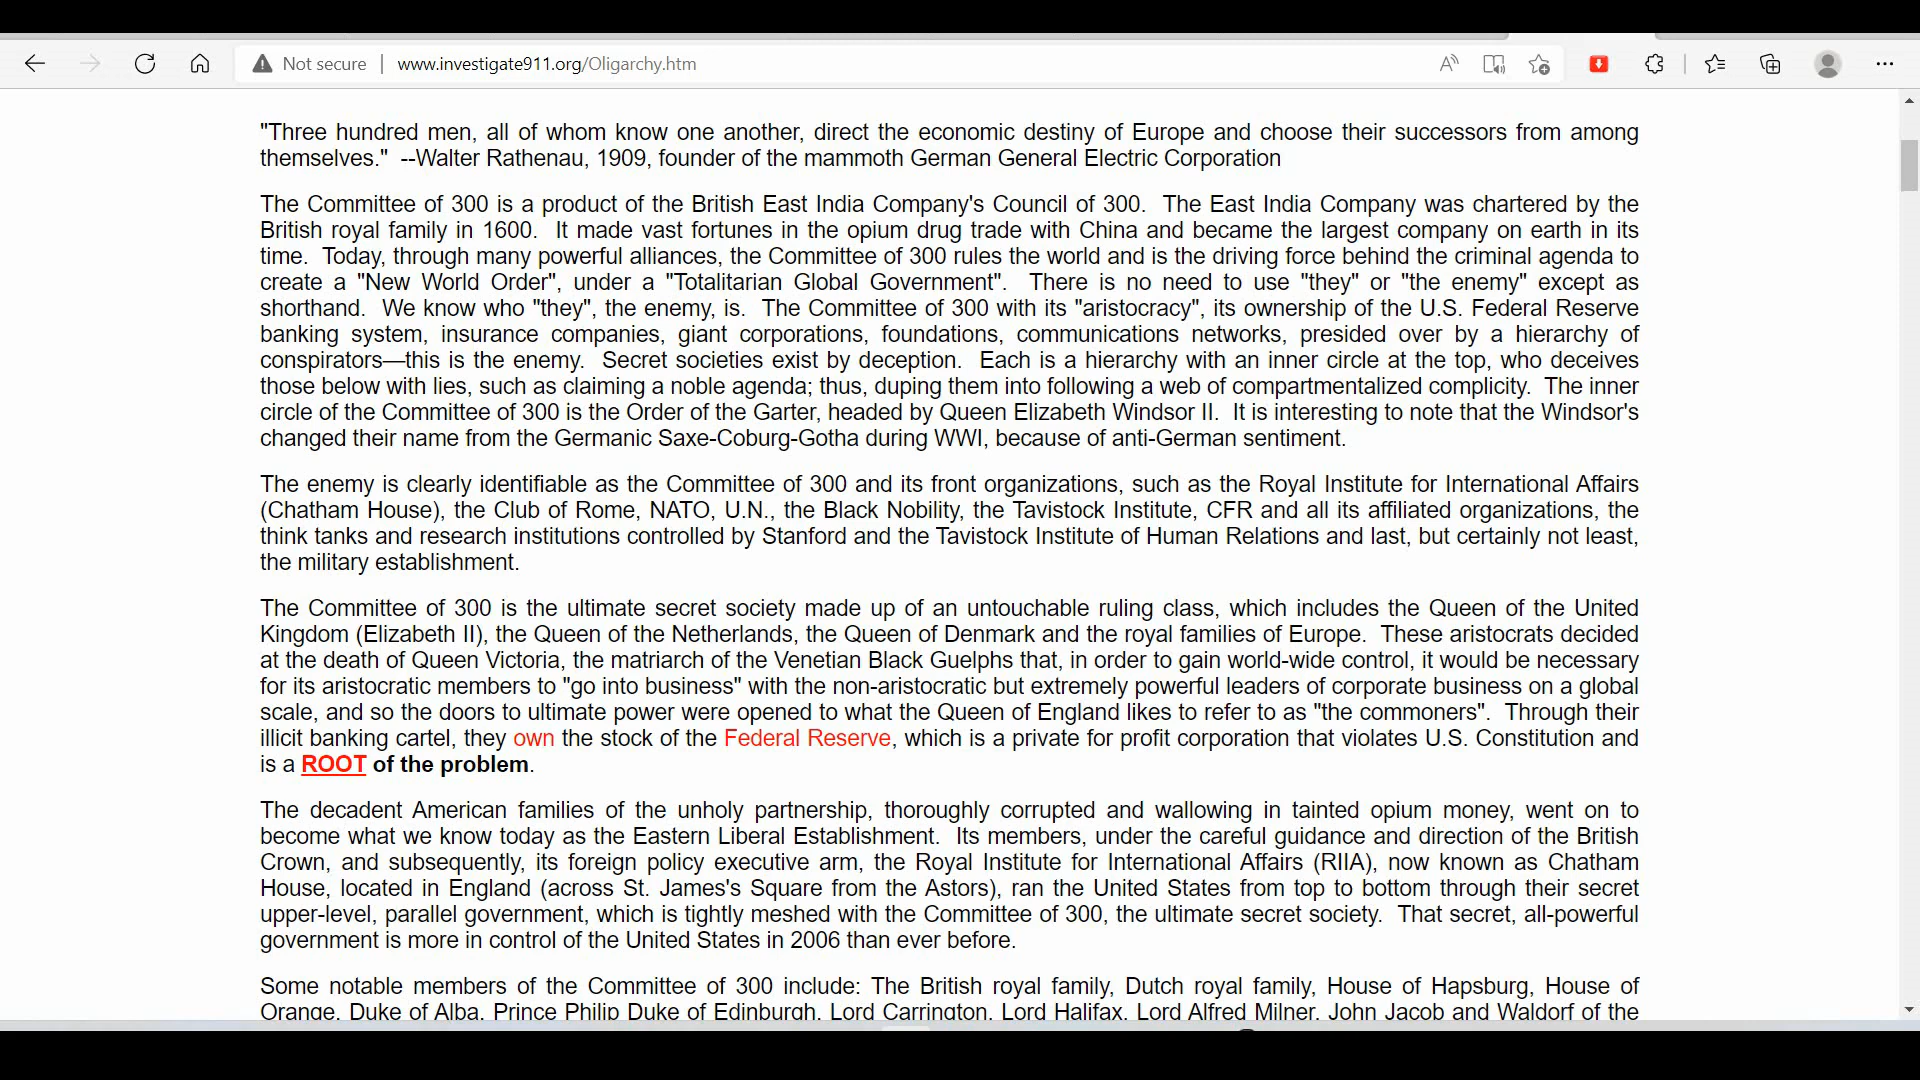 Not secure | www.investigate911.org/Oligarchy.htm
"Three hundred men, all of whom know one another, direct the economic destiny of Europe and choose their successors from among
themselves."  --Walter Rathenau, 1909, founder of the mammoth German General Electric Corporation
The Committee of 300 is a product of the British East India Company's Council of 300.  The East India Company was chartered by the
British royal family in 1600.  It made vast fortunes in the opium drug trade with China and became the largest company on earth in its
time.  Today, through many powerful alliances, the Committee of 300 rules the world and is the driving force behind the criminal agenda to
create a "New World Order", under a "Totalitarian Global Government".  There is no need to use "they" or "the enemy" except as
shorthand.  We know who "they", the enemy, is.  The Committee of 300 with its "aristocracy", its ownership of the U.S. Federal Reserve
banking system, insurance companies, giant corporations, foundations, communications networks, presided over by a hierarchy of
conspirators—this is the enemy.  Secret societies exist by deception.  Each is a hierarchy with an inner circle at the top, who deceives
those below with lies, such as claiming a noble agenda; thus, duping them into following a web of compartmentalized complicity.  The inner
circle of the Committee of 300 is the Order of the Garter, headed by Queen Elizabeth Windsor II.  It is interesting to note that the Windsor's
changed their name from the Germanic Saxe-Coburg-Gotha during WWI, because of anti-German sentiment.
The enemy is clearly identifiable as the Committee of 300 and its front organizations, such as the Royal Institute for International Affairs
(Chatham House), the Club of Rome, NATO, U.N., the Black Nobility, the Tavistock Institute, CFR and all its affiliated organizations, the
think tanks and research institutions controlled by Stanford and the Tavistock Institute of Human Relations and last, but certainly not least,
the military establishment.
The Committee of 300 is the ultimate secret society made up of an untouchable ruling class, which includes the Queen of the United
Kingdom (Elizabeth II), the Queen of the Netherlands, the Queen of Denmark and the royal families of Europe.  These aristocrats decided
at the death of Queen Victoria, the matriarch of the Venetian Black Guelphs that, in order to gain world-wide control, it would be necessary
for its aristocratic members to "go into business" with the non-aristocratic but extremely powerful leaders of corporate business on a global
scale, and so the doors to ultimate power were opened to what the Queen of England likes to refer to as "the commoners".  Through their
illicit banking cartel, they own the stock of the Federal Reserve, which is a private for profit corporation that violates U.S. Constitution and
is a ROOT of the problem.
The decadent American families of the unholy partnership, thoroughly corrupted and wallowing in tainted opium money, went on to
become what we know today as the Eastern Liberal Establishment.  Its members, under the careful guidance and direction of the British
Crown, and subsequently, its foreign policy executive arm, the Royal Institute for International Affairs (RIIA), now known as Chatham
House, located in England (across St. James's Square from the Astors), ran the United States from top to bottom through their secret
upper-level, parallel government, which is tightly meshed with the Committee of 300, the ultimate secret society.  That secret, all-powerful
government is more in control of the United States in 2006 than ever before.
Some notable members of the Committee of 300 include: The British royal family, Dutch royal family, House of Hapsburg, House of
Orange, Duke of Alba, Prince Philip Duke of Edinburgh, Lord Carrington, Lord Halifax, Lord Alfred Milner, John Jacob and Waldorf of the